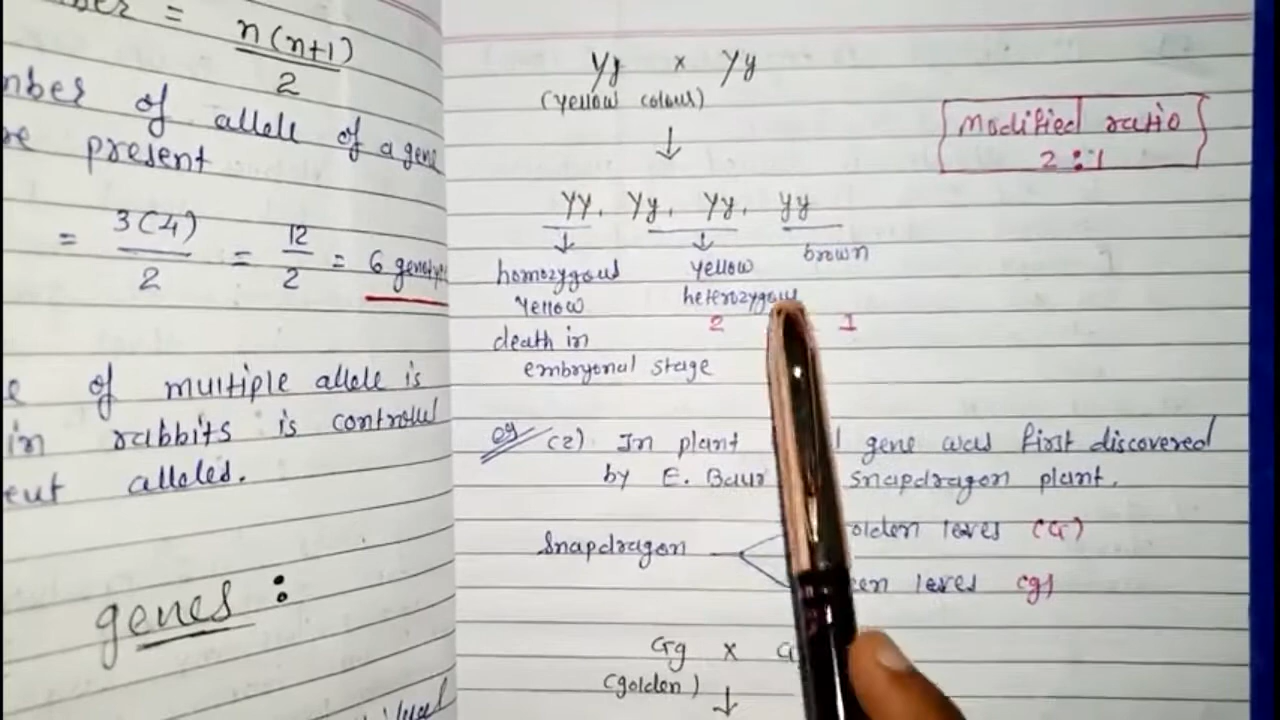 = n(n+1)
2
of allele of a gene
present
= 3(4) = 12 = 6
2 2
of multiple allele is
in rabbits is
alleles.
genes :
Yy x Yy
(yellow colour)
↓
Modified ratio
2:1
YY, Yy, Yy, yy
↓ ↓
homozygous yellow brown
Yellow heterozygous
2 1
death in
embryonal stage
eg (2) In plant gene was first discovered
by E. Baur snapdragon plant.
Snapdragon
leves (G)
leves (g)
Gg x
(golden) ↓